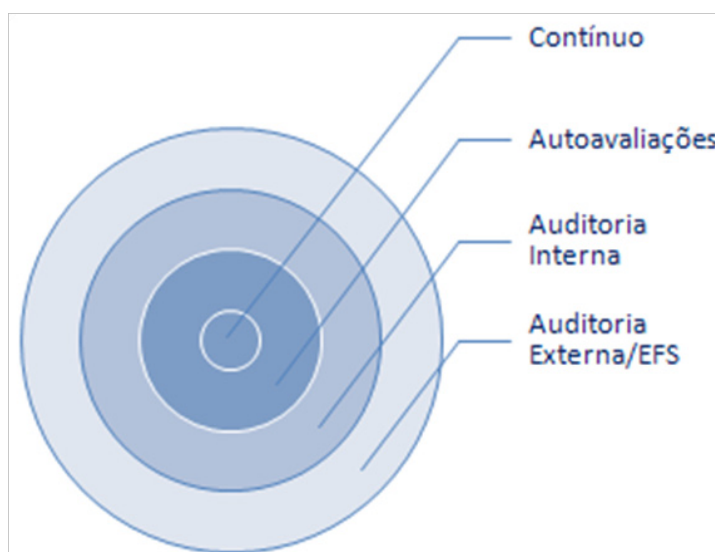 Contínuo
Autoavaliações
Auditoria
Interna
Auditoria
Externa/EFS